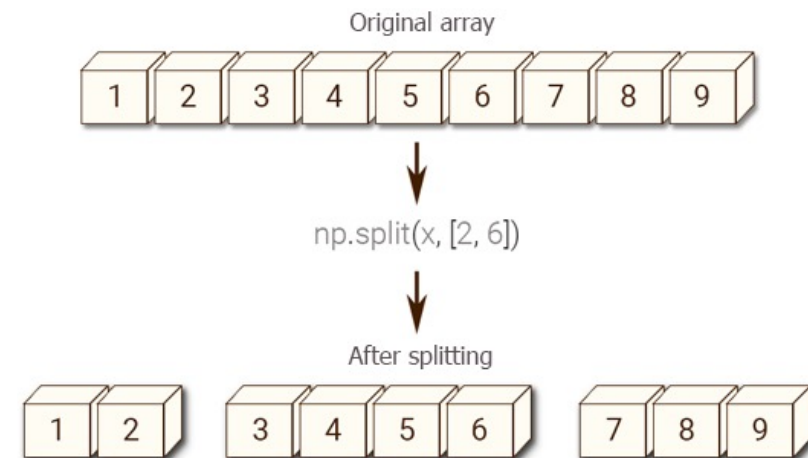 Original array
1 2 3 4 5 6 7 8 9
np.split(x, [2, 6])
After splitting
1 2 3 4 5 6 7 8 9